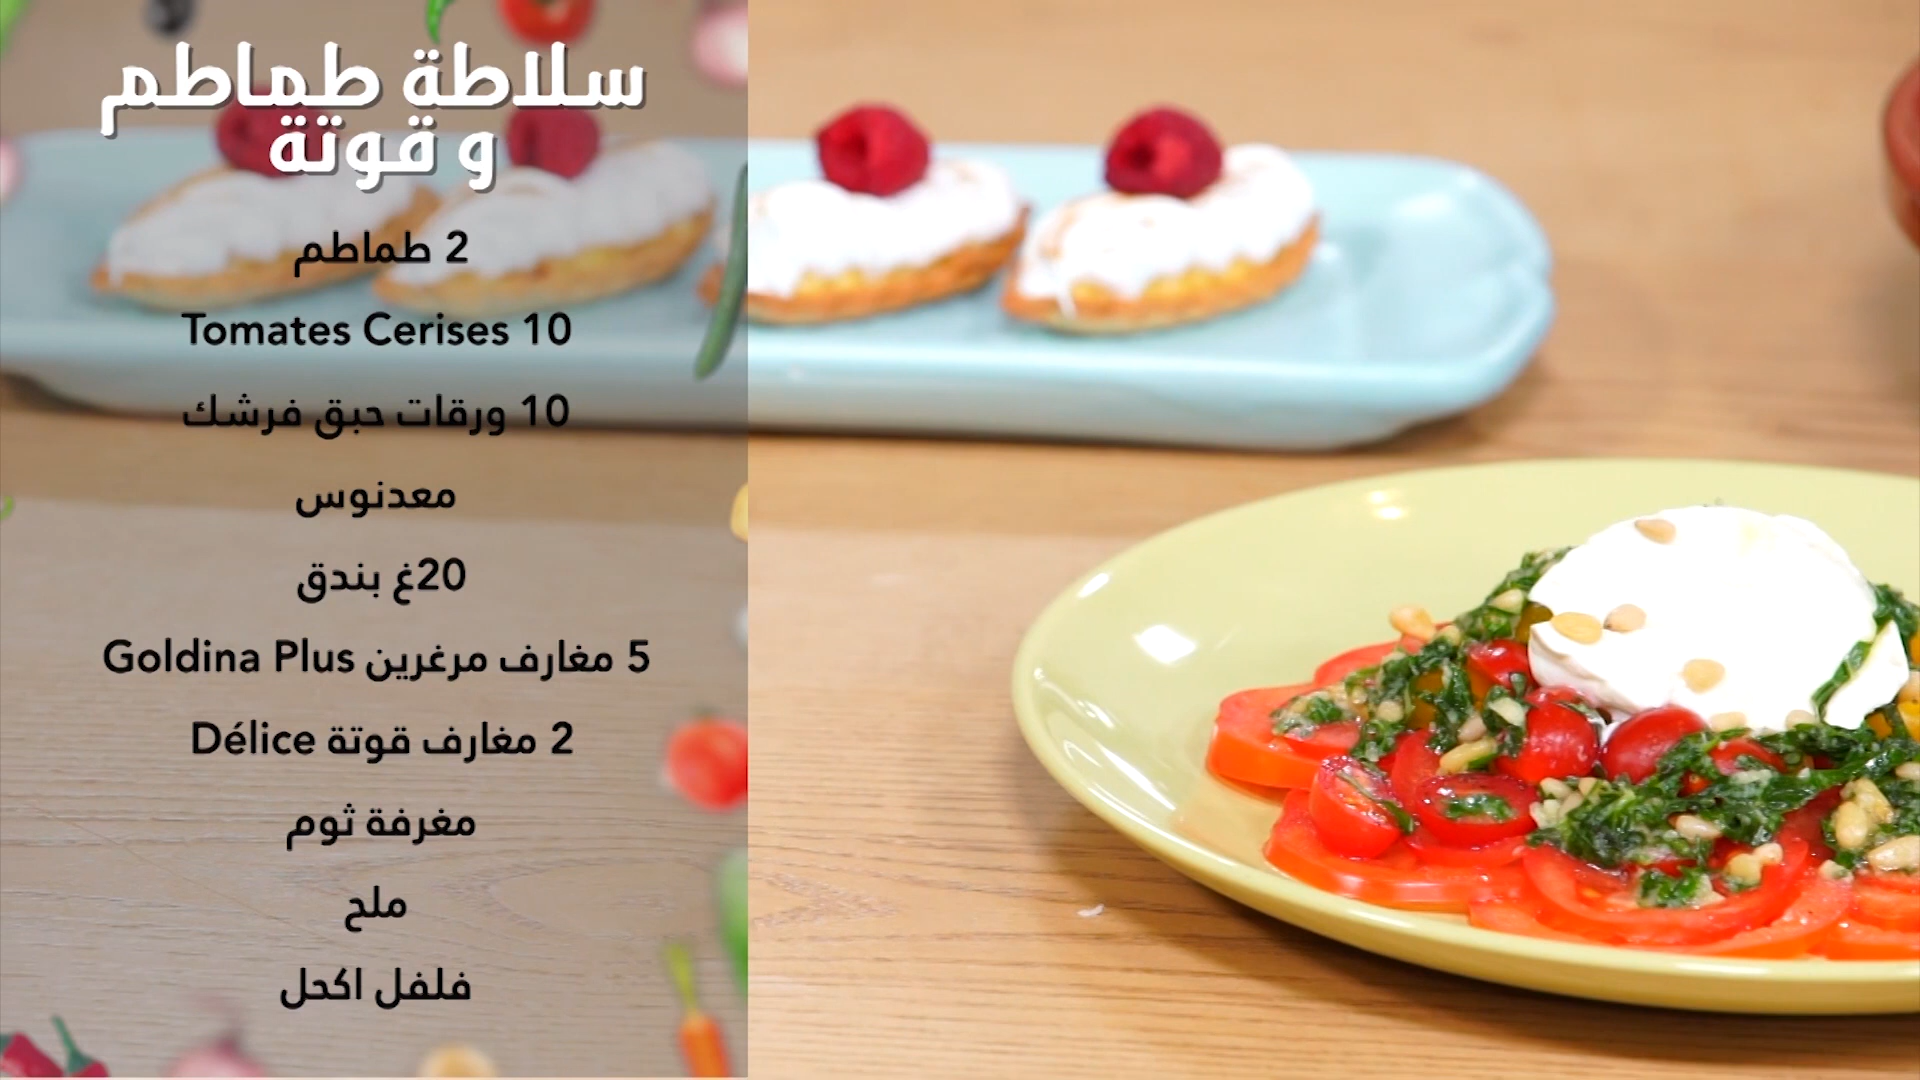 سلاطة طماطم
و قوتة
2 طماطم
10 Tomates Cerises
10 ورقات حبق فرشك
معدنوس
20غ بندق
5 مغارف مرغرين Goldina Plus
2 مغارف قوتة Délice
مغرفة ثوم
ملح
فلفل اكحل